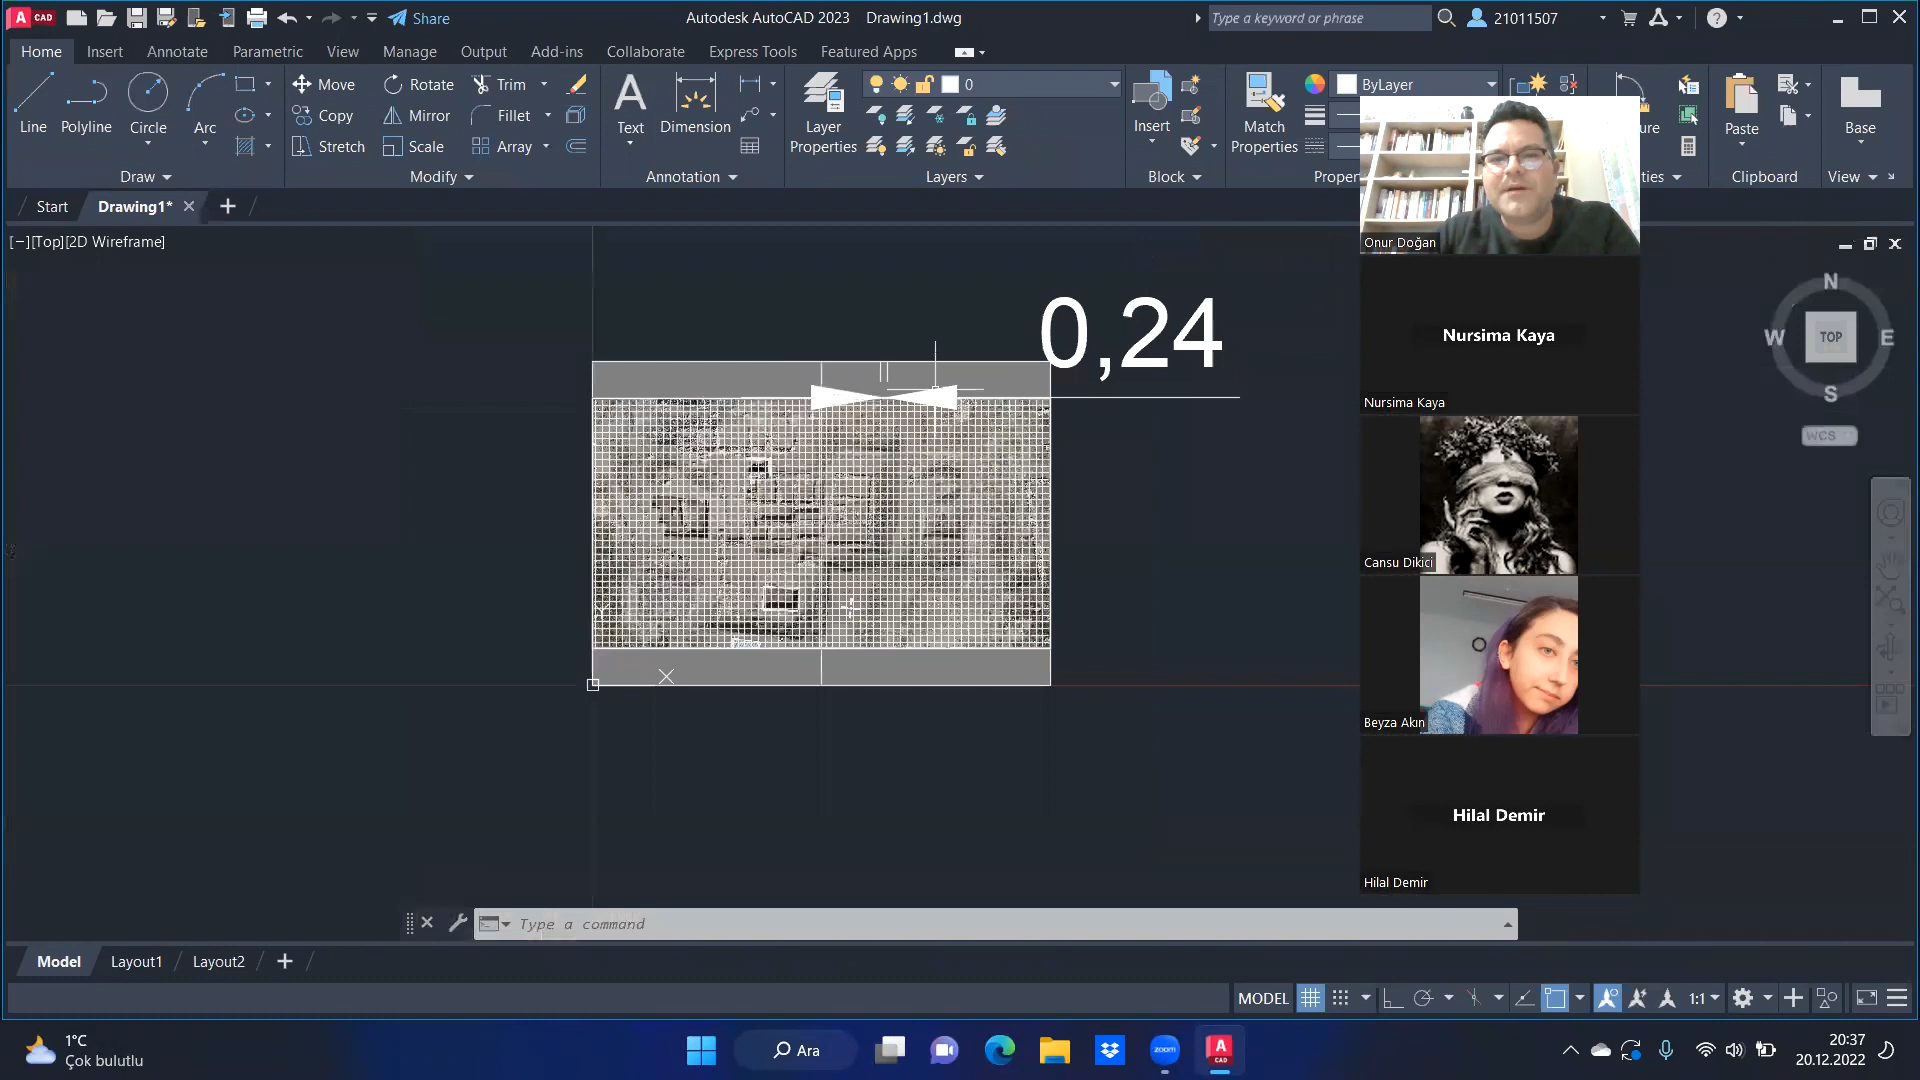 A CAD Share Autodesk AutoCAD 2023 Drawing1.dwg Type a keyword or phrase 21011507
Home Insert Annotate Parametric View Manage Output Add-ins Collaborate Express Tools Featured Apps
Line Polyline Circle Arc
Draw
Move Rotate Trim
Copy Mirror Fillet
Stretch Scale Array
Modify
Text Dimension
Annotation
Layer Properties
0
Layers
Insert
Block
Match Properties
ByLayer
Proper
ure
ties
Paste
Clipboard
Base
View
Start Drawing1*
[−][Top][2D Wireframe]
0,24
Onur Doğan
Nursima Kaya
Nursima Kaya
Cansu Dikici
Beyza Akın
Hilal Demir
Hilal Demir
N
W TOP E
S
WCS
Type a command
Model Layout1 Layout2
MODEL 1:1
1°C
Çok bulutlu
Ara
zoom
A CAD
20:37
20.12.2022